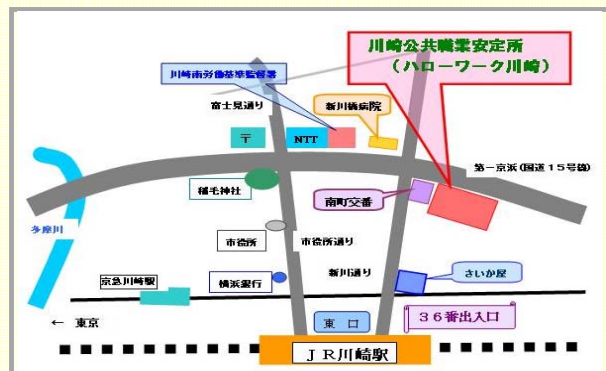 川崎公共職業安定所
（ハローワーク川崎）
川崎南労働基準監督署
富士見通り
新川橋病院
〒
NTT
第一京浜（国道１５号線）
稲毛神社
南町交番
多摩川
市役所
市役所通り
京急川崎駅
横浜銀行
新川通り
さいか屋
← 東京
東 口
３６番出入口
ＪＲ川崎駅